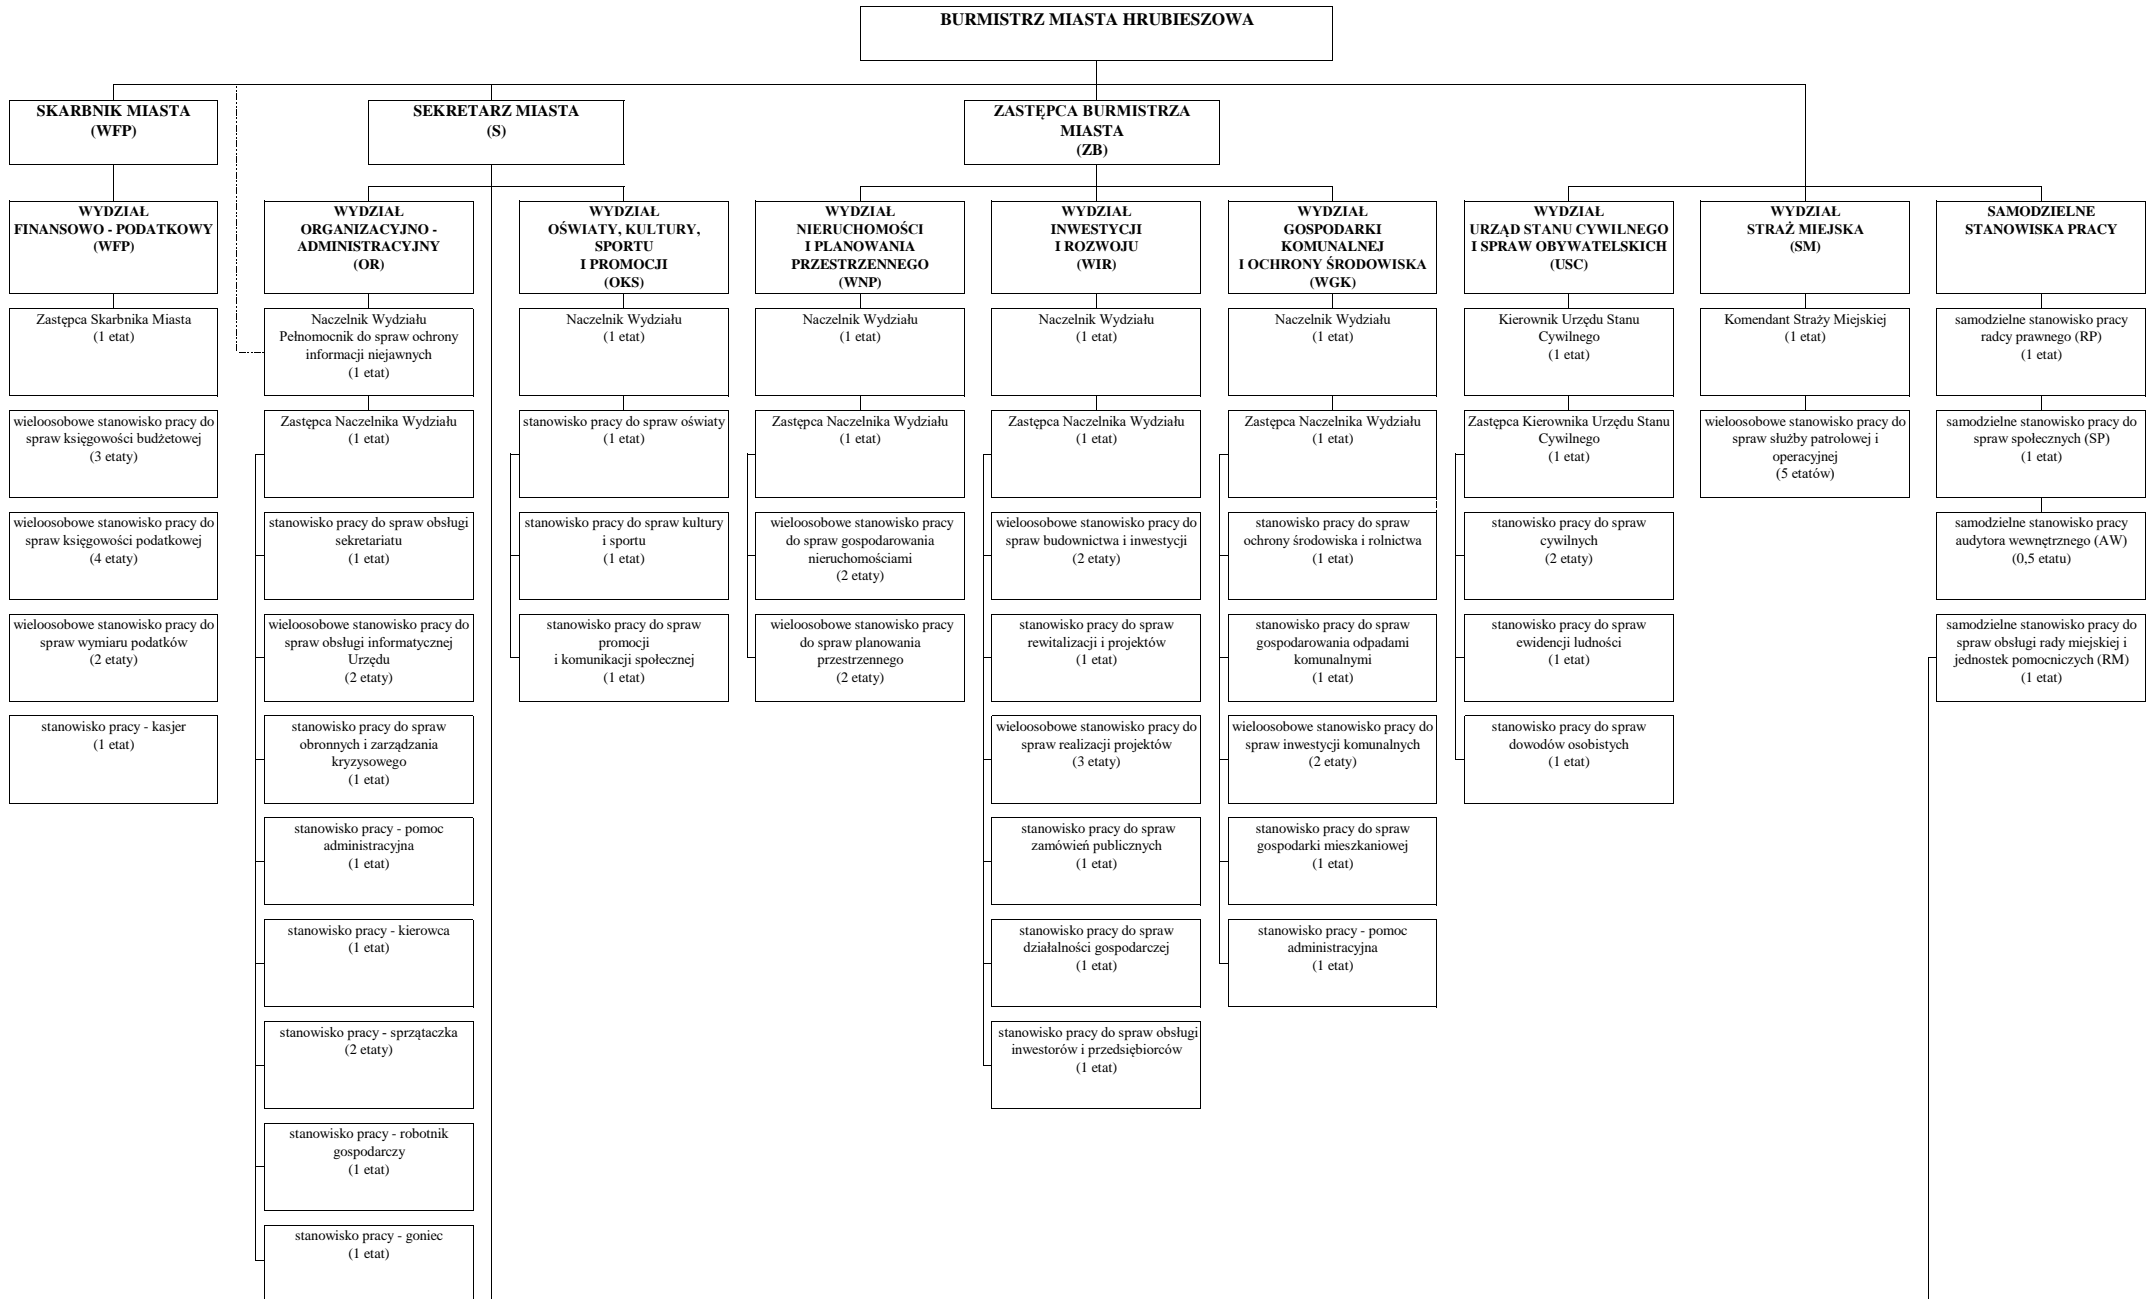 BURMISTRZ MIASTA HRUBIESZOWA
SKARBNIK MIASTA
(WFP)
SEKRETARZ MIASTA
(S)
ZASTĘPCA BURMISTRZA
MIASTA
(ZB)
WYDZIAŁ
FINANSOWO - PODATKOWY
(WFP)
Zastępca Skarbnika Miasta
(1 etat)
wieloosobowe stanowisko pracy do
spraw księgowości budżetowej
(3 etaty)
wieloosobowe stanowisko pracy do
spraw księgowości podatkowej
(4 etaty)
wieloosobowe stanowisko pracy do
spraw wymiaru podatków
(2 etaty)
stanowisko pracy - kasjer
(1 etat)
WYDZIAŁ
ORGANIZACYJNO -
ADMINISTRACYJNY
(OR)
Naczelnik Wydziału
Pełnomocnik do spraw ochrony
informacji niejawnych
(1 etat)
Zastępca Naczelnika Wydziału
(1 etat)
stanowisko pracy do spraw obsługi
sekretariatu
(1 etat)
wieloosobowe stanowisko pracy do
spraw obsługi informatycznej
Urzędu
(2 etaty)
stanowisko pracy do spraw
obronnych i zarządzania
kryzysowego
(1 etat)
stanowisko pracy - pomoc
administracyjna
(1 etat)
stanowisko pracy - kierowca
(1 etat)
stanowisko pracy - sprzątaczka
(2 etaty)
stanowisko pracy - robotnik
gospodarczy
(1 etat)
stanowisko pracy - goniec
(1 etat)
WYDZIAŁ
OŚWIATY, KULTURY,
SPORTU
I PROMOCJI
(OKS)
Naczelnik Wydziału
(1 etat)
stanowisko pracy do spraw oświaty
(1 etat)
stanowisko pracy do spraw kultury
i sportu
(1 etat)
stanowisko pracy do spraw
promocji
i komunikacji społecznej
(1 etat)
WYDZIAŁ
NIERUCHOMOŚCI
I PLANOWANIA
PRZESTRZENNEGO
(WNP)
Naczelnik Wydziału
(1 etat)
Zastępca Naczelnika Wydziału
(1 etat)
wieloosobowe stanowisko pracy
do spraw gospodarowania
nieruchomościami
(2 etaty)
wieloosobowe stanowisko pracy
do spraw planowania
przestrzennego
(2 etaty)
WYDZIAŁ
INWESTYCJI
I ROZWOJU
(WIR)
Naczelnik Wydziału
(1 etat)
Zastępca Naczelnika Wydziału
(1 etat)
wieloosobowe stanowisko pracy do
spraw budownictwa i inwestycji
(2 etaty)
stanowisko pracy do spraw
rewitalizacji i projektów
(1 etat)
wieloosobowe stanowisko pracy do
spraw realizacji projektów
(3 etaty)
stanowisko pracy do spraw
zamówień publicznych
(1 etat)
stanowisko pracy do spraw
działalności gospodarczej
(1 etat)
stanowisko pracy do spraw obsługi
inwestorów i przedsiębiorców
(1 etat)
WYDZIAŁ
GOSPODARKI
KOMUNALNEJ
I OCHRONY ŚRODOWISKA
(WGK)
Naczelnik Wydziału
(1 etat)
Zastępca Naczelnika Wydziału
(1 etat)
stanowisko pracy do spraw
ochrony środowiska i rolnictwa
(1 etat)
stanowisko pracy do spraw
gospodarowania odpadami
komunalnymi
(1 etat)
wieloosobowe stanowisko pracy do
spraw inwestycji komunalnych
(2 etaty)
stanowisko pracy do spraw
gospodarki mieszkaniowej
(1 etat)
stanowisko pracy - pomoc
administracyjna
(1 etat)
WYDZIAŁ
URZĄD STANU CYWILNEGO
I SPRAW OBYWATELSKICH
(USC)
Kierownik Urzędu Stanu
Cywilnego
(1 etat)
Zastępca Kierownika Urzędu Stanu
Cywilnego
(1 etat)
stanowisko pracy do spraw
cywilnych
(2 etaty)
stanowisko pracy do spraw
ewidencji ludności
(1 etat)
stanowisko pracy do spraw
dowodów osobistych
(1 etat)
WYDZIAŁ
STRAŻ MIEJSKA
(SM)
Komendant Straży Miejskiej
(1 etat)
wieloosobowe stanowisko pracy do
spraw służby patrolowej i
operacyjnej
(5 etatów)
SAMODZIELNE
STANOWISKA PRACY
samodzielne stanowisko pracy
radcy prawnego (RP)
(1 etat)
samodzielne stanowisko pracy do
spraw społecznych (SP)
(1 etat)
samodzielne stanowisko pracy
audytora wewnętrznego (AW)
(0,5 etatu)
samodzielne stanowisko pracy do
spraw obsługi rady miejskiej i
jednostek pomocniczych (RM)
(1 etat)